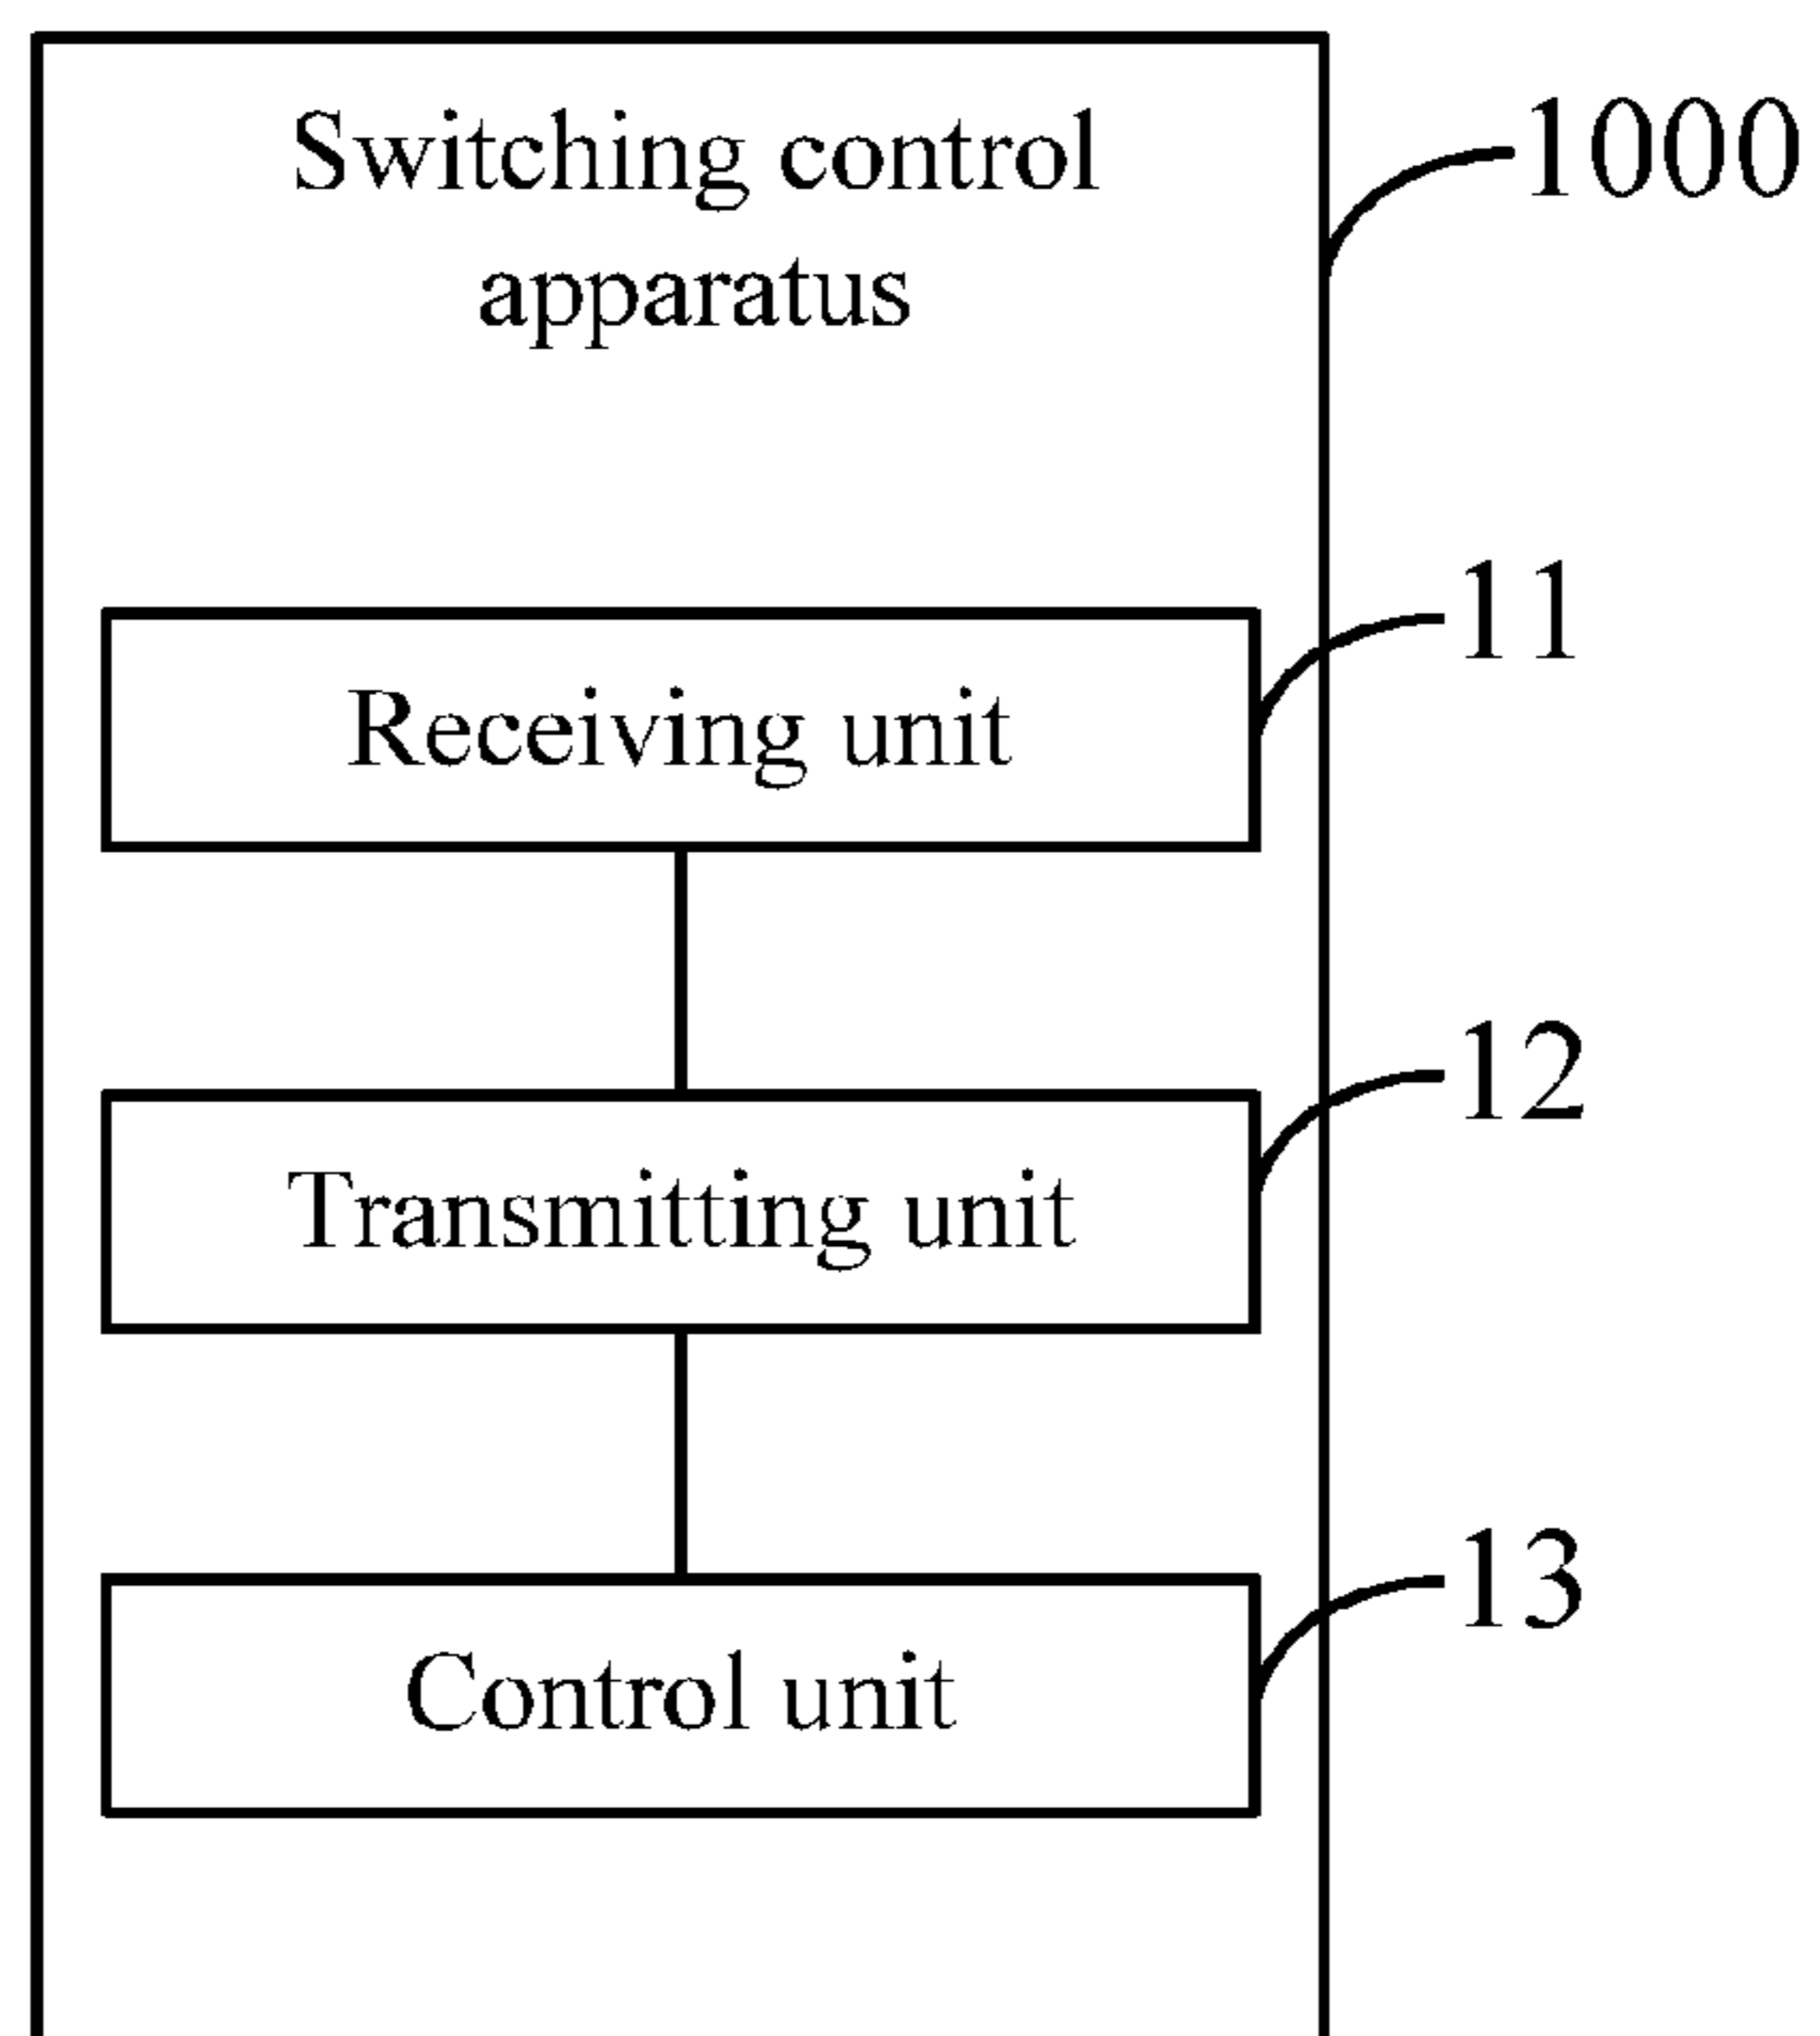 Switching control
apparatus
1000
Receiving unit
11
Transmitting unit
12
Control unit
13